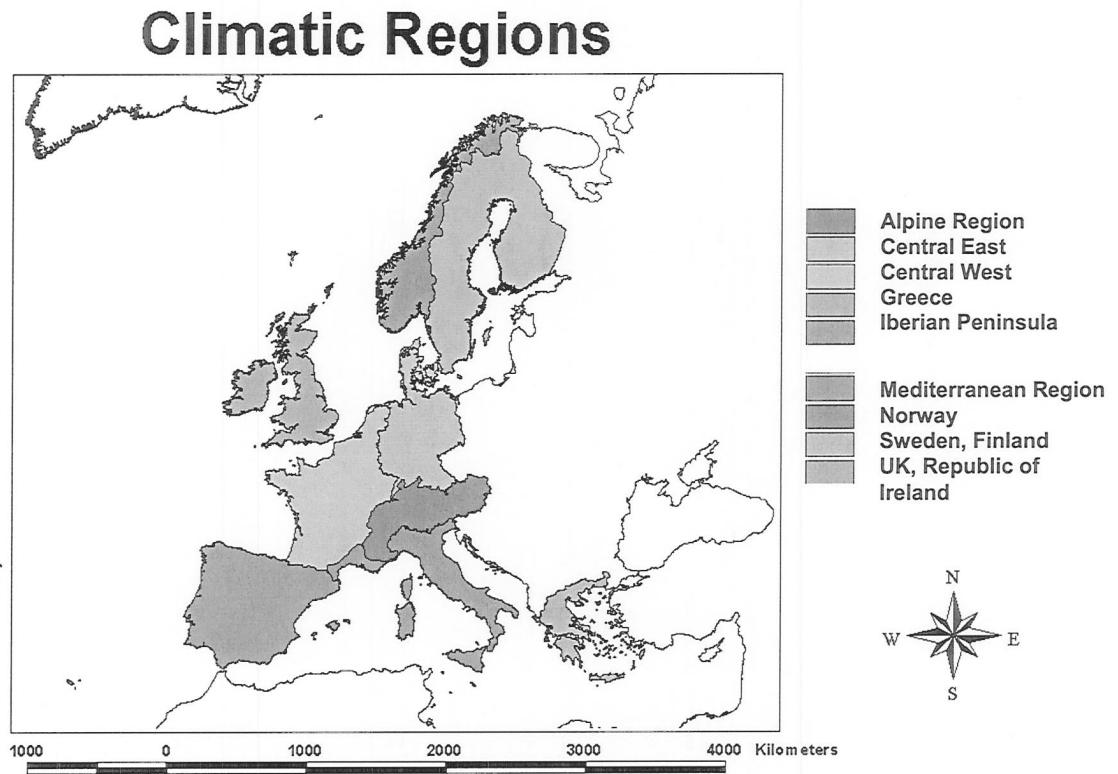 Climatic Regions
Alpine Region
Central East
Central West
Greece
Iberian Peninsula
Mediterranean Region
Norway
Sweden, Finland
UK, Republic of
Ireland
N
W E
S
1000 0 1000 2000 3000 4000 Kilometers